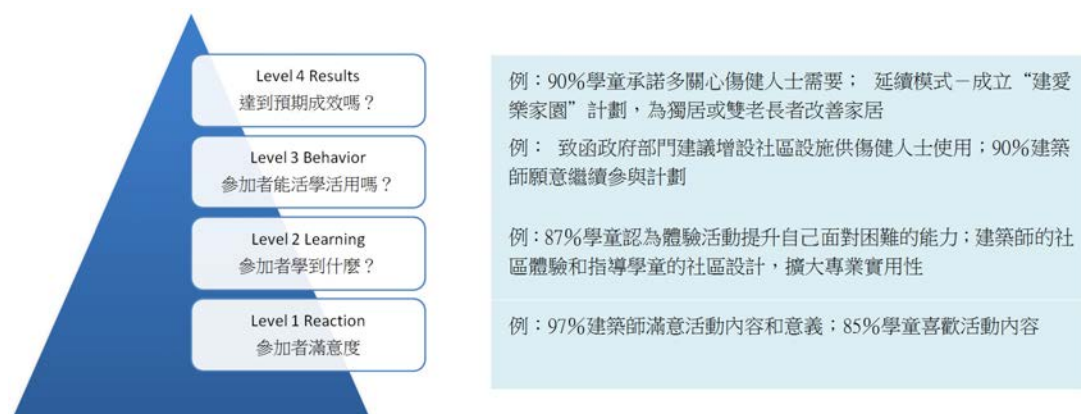 Level 4 Results
達到預期成效嗎？
例：90%學童承諾多關心傷健人士需要； 延續模式－成立“建愛
樂家園”計劃，為獨居或雙老長者改善家居
Level 3 Behavior
參加者能活學活用嗎？
例： 致函政府部門建議增設社區設施供傷健人士使用；90%建築
師願意繼續參與計劃
Level 2 Learning
參加者學到什麼？
例：87%學童認為體驗活動提升自己面對困難的能力；建築師的社
區體驗和指導學童的社區設計，擴大專業實用性
Level 1 Reaction
參加者滿意度
例：97%建築師滿意活動內容和意義；85%學童喜歡活動內容